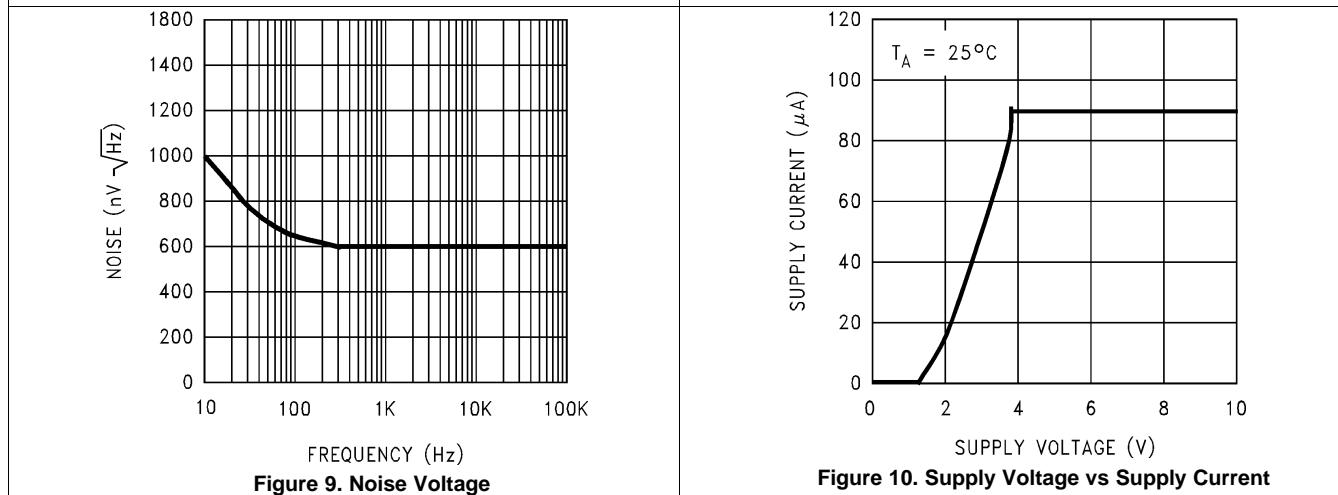 1800
1400
1200
1000
800
600
400
200
0
NOISE (nV √Hz)
10 100 1K 10K 100K
FREQUENCY (Hz)
Figure 9. Noise Voltage
120
100
80
60
40
20
0
SUPPLY CURRENT (μA)
T_A = 25°C
0 2 4 6 8 10
SUPPLY VOLTAGE (V)
Figure 10. Supply Voltage vs Supply Current